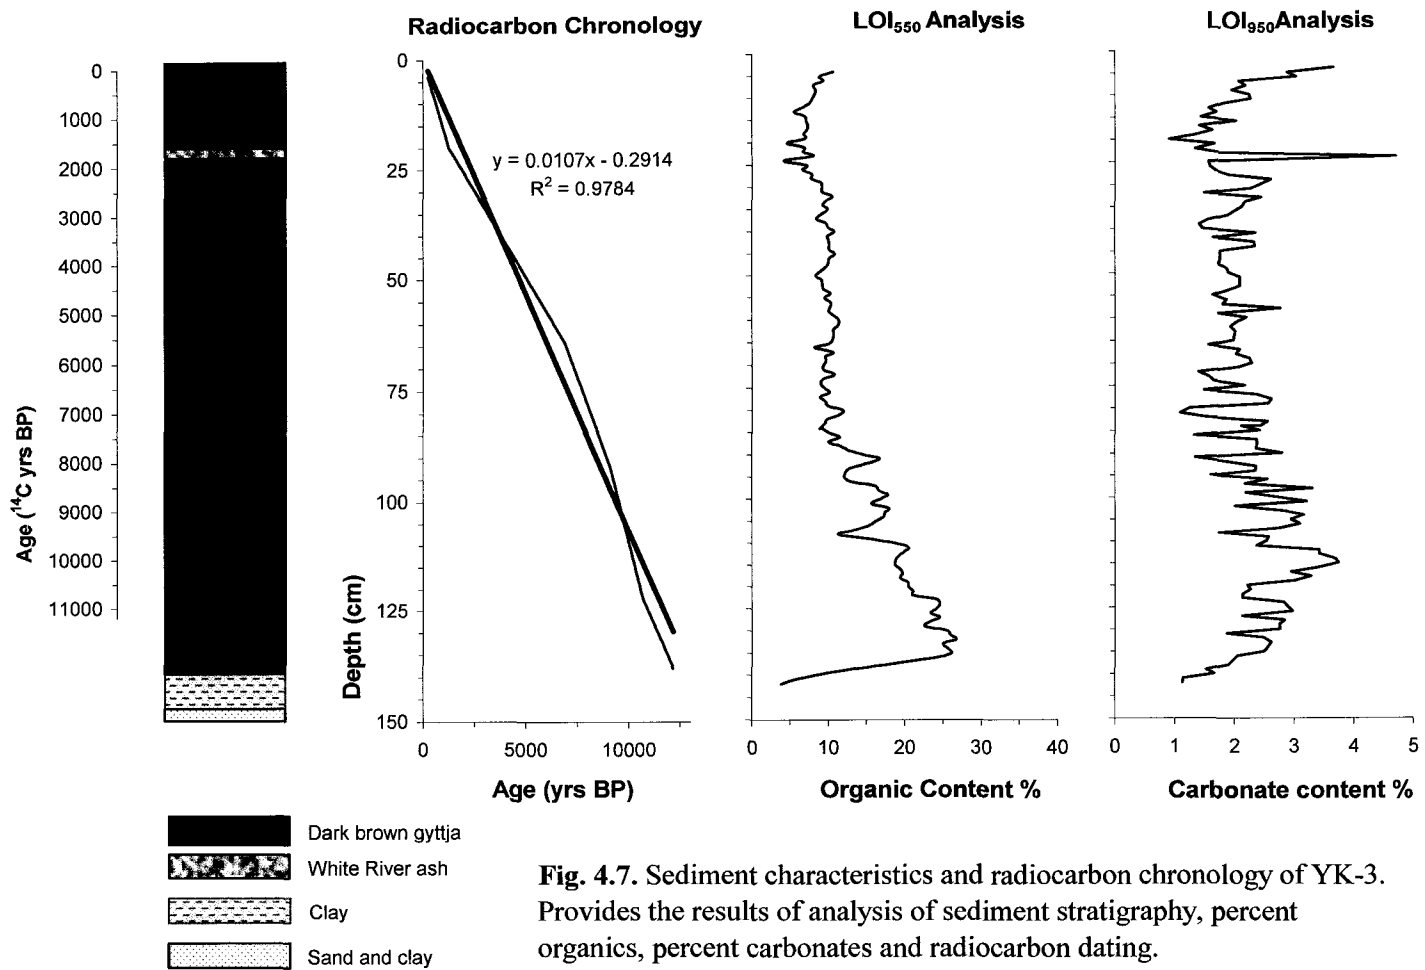 Radiocarbon Chronology
LOI550 Analysis
LOI950Analysis
Age (14C yrs BP)
0
1000
2000
3000
4000
5000
6000
7000
8000
9000
10000
11000
Depth (cm)
0
25
50
75
100
125
150
y = 0.0107x - 0.2914
R2 = 0.9784
0 5000 10000
Age (yrs BP)
0 10 20 30 40
Organic Content %
0 1 2 3 4 5
Carbonate content %
Dark brown gyttja
White River ash
Clay
Sand and clay
Fig. 4.7. Sediment characteristics and radiocarbon chronology of YK-3.
Provides the results of analysis of sediment stratigraphy, percent
organics, percent carbonates and radiocarbon dating.